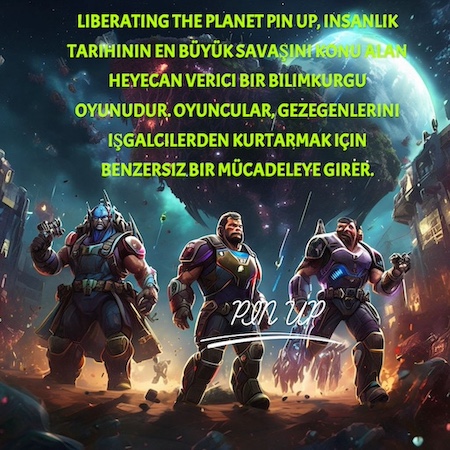 LIBERATING THE PLANET PIN UP, INSANLIK
TARIHININ EN BÜYÜK SAVAŞINI KONU ALAN
HEYECAN VERICI BIR BILIMKURGU
OYUNUDUR. OYUNCULAR, GEZEGENLERINI
IŞGALCILERDEN KURTARMAK IÇIN
BENZERSIZ BIR MÜCADELEYE GIRER.
PIN UP